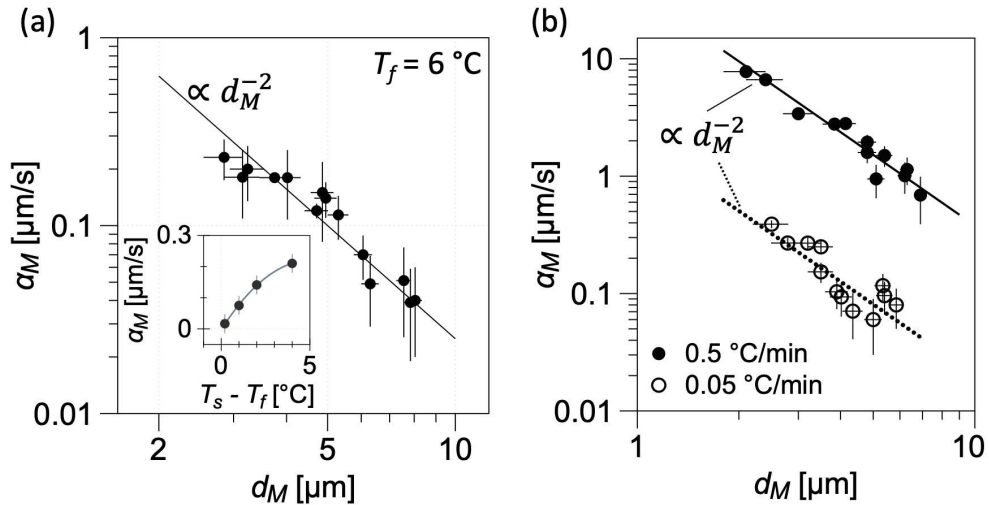 (a)
1
T_f = 6 °C
∝ d_M^{-2}
α_M [μm/s]
0.1
0.3
α_M [μm/s]
0
0
5
T_s - T_f [°C]
0.01
2
5
10
d_M [μm]
(b)
10
∝ d_M^{-2}
1
α_M [μm/s]
0.1
0.5 °C/min
0.05 °C/min
0.01
1
10
d_M [μm]